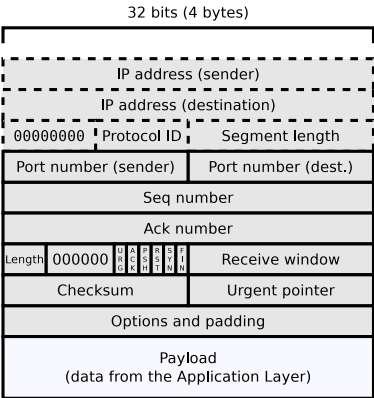 32 bits (4 bytes)
IP address (sender)
IP address (destination)
00000000 Protocol ID Segment length
Port number (sender) Port number (dest.)
Seq number
Ack number
Length 000000 URG ACK PSH RST SYN FIN Receive window
Checksum Urgent pointer
Options and padding
Payload
(data from the Application Layer)